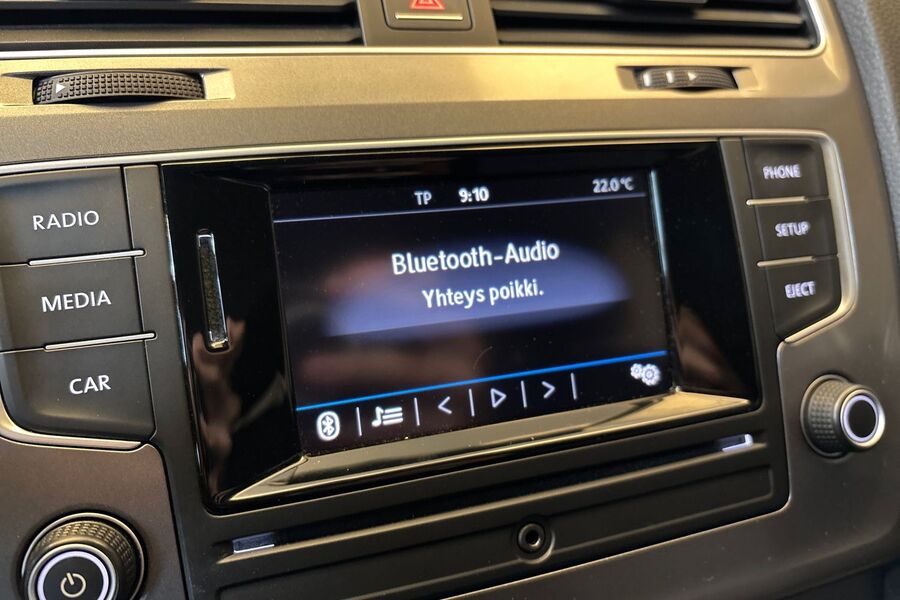 TP 9:10 22.0°C
RADIO
MEDIA
CAR
Bluetooth-Audio
Yhteys poikki.
PHONE
SETUP
EJECT